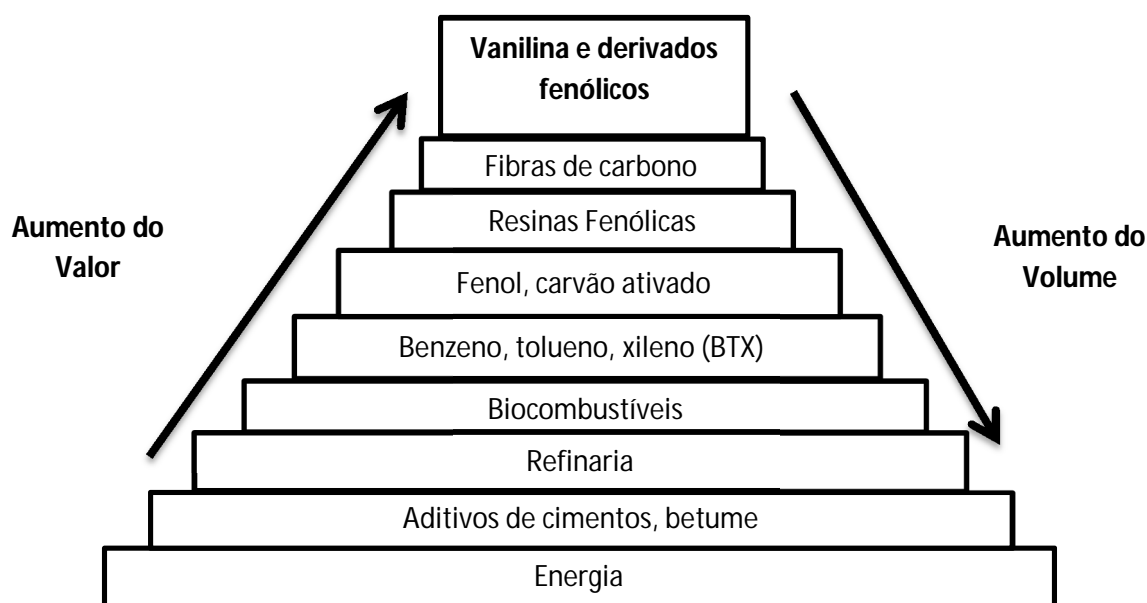 Vanilina e derivados
fenólicos
Fibras de carbono
Resinas Fenólicas
Aumento do
Valor
Aumento do
Volume
Fenol, carvão ativado
Benzeno, tolueno, xileno (BTX)
Biocombustíveis
Refinaria
Aditivos de cimentos, betume
Energia